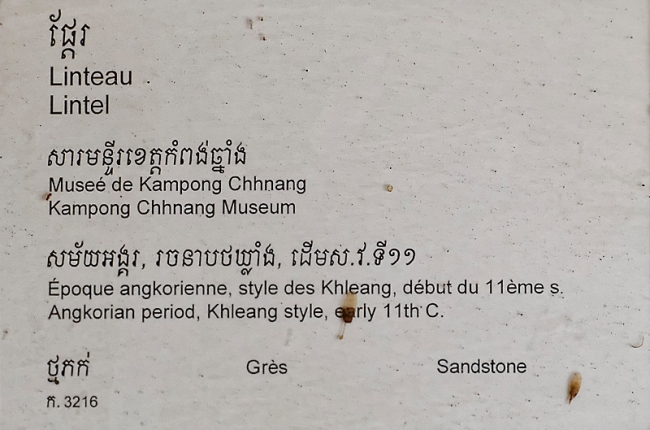 ផ្តែរ
Linteau
Lintel
សារមន្ទីរខេត្តកំពង់ឆ្នាំង
Museé de Kampong Chhnang
Kampong Chhnang Museum
សម័យអង្គរ, រចនាបថឃ្លាំង, ដើមស.វ.ទី១១
Époque angkorienne, style des Khleang, début du 11ème s.
Angkorian period, Khleang style, early 11th C.
ថ្មភក់ Grès Sandstone
ក. 3216